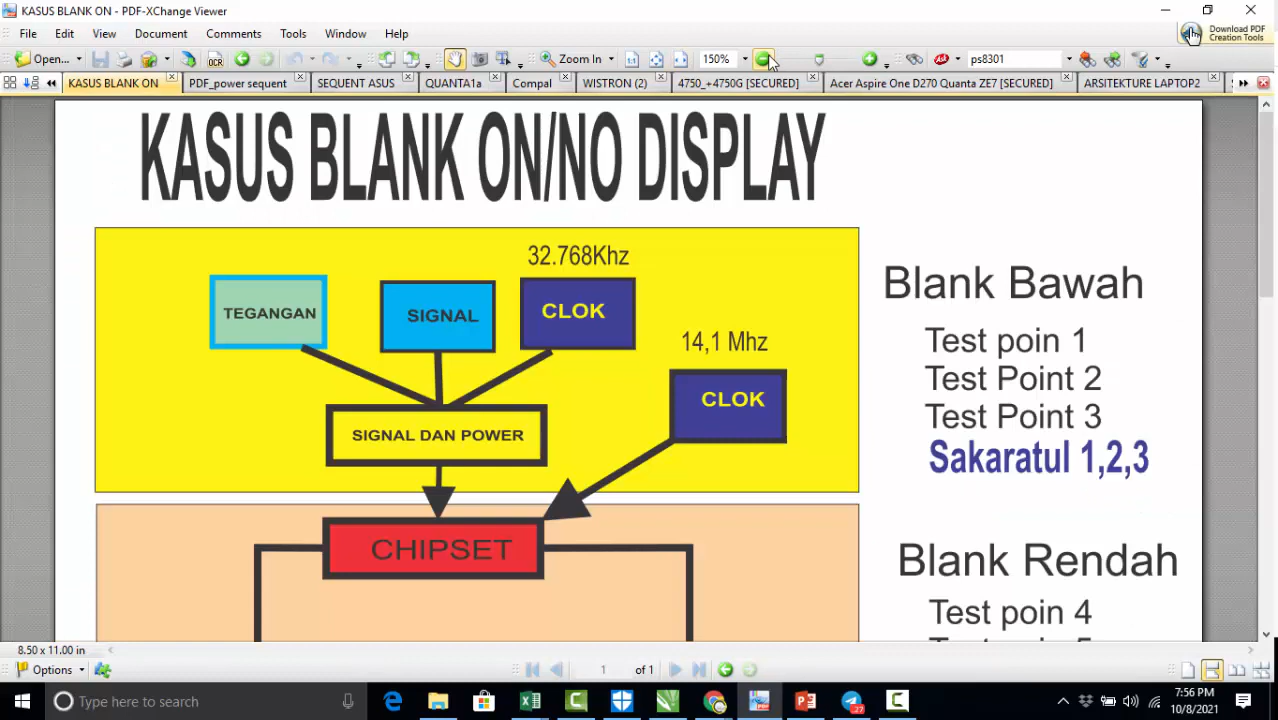 KASUS BLANK ON - PDF-XChange Viewer
File Edit View Document Comments Tools Window Help
Download PDF
Creation Tools
Open... OCR Zoom In 150% ps8301
KASUS BLANK ON PDF_power sequent SEQUENT ASUS QUANTA1a Compal WISTRON (2) 4750_+4750G [SECURED] Acer Aspire One D270 Quanta ZE7 [SECURED] ARSITEKTURE LAPTOP2
KASUS BLANK ON/NO DISPLAY
32.768Khz
TEGANGAN
SIGNAL
CLOK
14,1 Mhz
CLOK
SIGNAL DAN POWER
CHIPSET
Blank Bawah
Test poin 1
Test Point 2
Test Point 3
Sakaratul 1,2,3
Blank Rendah
Test poin 4
8.50 x 11.00 in
Options 1 of 1
Type here to search
27
7:56 PM
10/8/2021